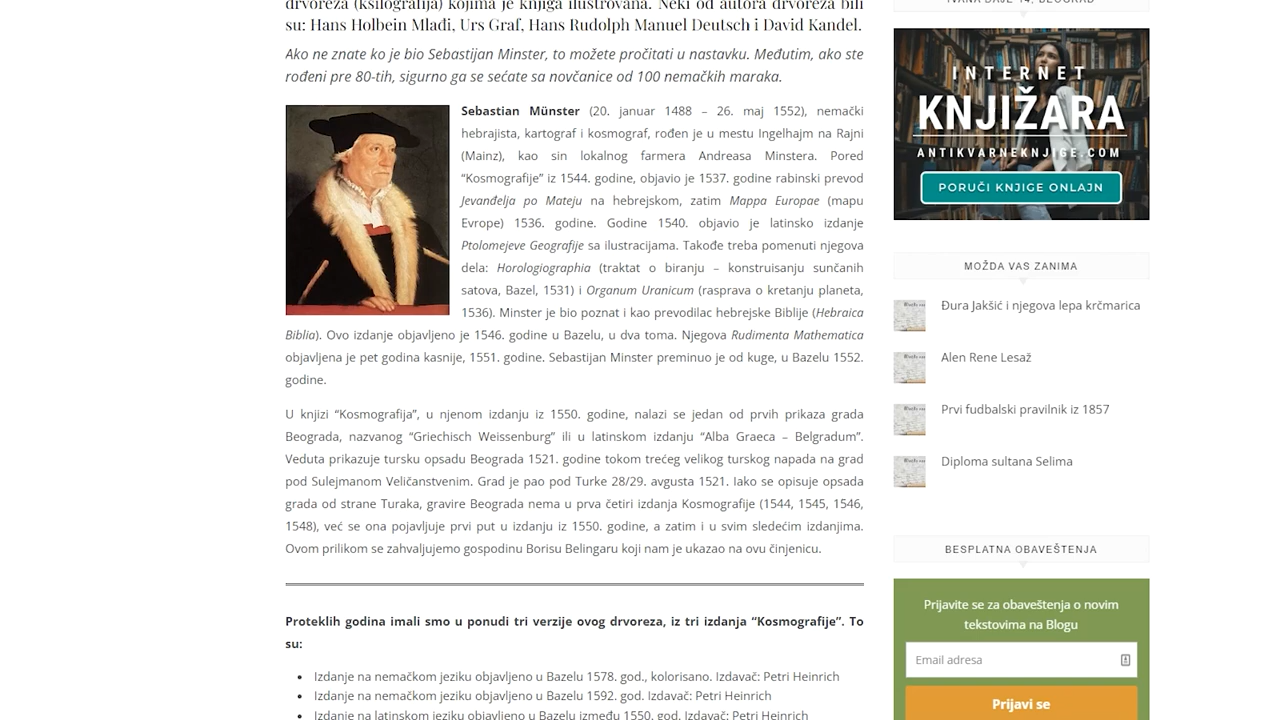 drvoreza (ksilografija) kojima je knjiga ilustrovana. Neki od autora drvoreza bili
su: Hans Holbein Mlađi, Urs Graf, Hans Rudolph Manuel Deutsch i David Kandel.
Ako ne znate ko je bio Sebastijan Minster, to možete pročitati u nastavku. Međutim, ako ste
rođeni pre 80-tih, sigurno ga se sećate sa novčanice od 100 nemačkih maraka.
Sebastian Münster (20. januar 1488 – 26. maj 1552), nemački
hebrajista, kartograf i kosmograf, rođen je u mestu Ingelhajm na Rajni
(Mainz), kao sin lokalnog farmera Andreasa Minstera. Pored
“Kosmografije” iz 1544. godine, objavio je 1537. godine rabinski prevod
Jevanđelja po Mateju na hebrejskom, zatim Mappa Europae (mapu
Evrope) 1536. godine. Godine 1540. objavio je latinsko izdanje
Ptolomejeve Geografije sa ilustracijama. Takođe treba pomenuti njegova
dela: Horologiographia (traktat o biranju – konstruisanju sunčanih
satova, Bazel, 1531) i Organum Uranicum (rasprava o kretanju planeta,
1536). Minster je bio poznat i kao prevodilac hebrejske Biblije (Hebraica
Biblia). Ovo izdanje objavljeno je 1546. godine u Bazelu, u dva toma. Njegova Rudimenta Mathematica
objavljena je pet godina kasnije, 1551. godine. Sebastijan Minster preminuo je od kuge, u Bazelu 1552.
godine.
U knjizi “Kosmografija”, u njenom izdanju iz 1550. godine, nalazi se jedan od prvih prikaza grada
Beograda, nazvanog “Griechisch Weissenburg” ili u latinskom izdanju “Alba Graeca – Belgradum”.
Veduta prikazuje tursku opsadu Beograda 1521. godine tokom trećeg velikog turskog napada na grad
pod Sulejmanom Veličanstvenim. Grad je pao pod Turke 28/29. avgusta 1521. Iako se opisuje opsada
grada od strane Turaka, gravire Beograda nema u prva četiri izdanja Kosmografije (1544, 1545, 1546,
1548), već se ona pojavljuje prvi put u izdanju iz 1550. godine, a zatim i u svim sledećim izdanjima.
Ovom prilikom se zahvaljujemo gospodinu Borisu Belingaru koji nam je ukazao na ovu činjenicu.
Proteklih godina imali smo u ponudi tri verzije ovog drvoreza, iz tri izdanja “Kosmografije”. To
su:
• Izdanje na nemačkom jeziku objavljeno u Bazelu 1578. god., kolorisano. Izdavač: Petri Heinrich
• Izdanje na nemačkom jeziku objavljeno u Bazelu 1592. god. Izdavač: Petri Heinrich
• Izdanje na latinskom jeziku objavljeno u Bazelu između 1550. god. Izdavač: Petri Heinrich
IVANA ĐAJE 14, BEOGRAD
INTERNET
KNJIŽARA
ANTIKVARNEKNJIGE.COM
PORUČI KNJIGE ONLAJN
MOŽDA VAS ZANIMA
Đura Jakšić i njegova lepa krčmarica
Alen Rene Lesaž
Prvi fudbalski pravilnik iz 1857
Diploma sultana Selima
BESPLATNA OBAVEŠTENJA
Prijavite se za obaveštenja o novim
tekstovima na Blogu
Email adresa
Prijavi se